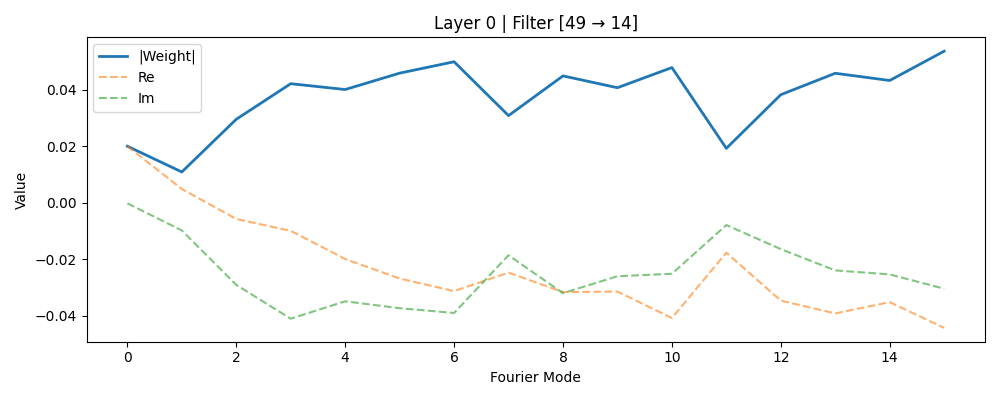 Layer 0 | Filter [49 → 14]
|Weight|
Re
Im
0.04
0.02
0.00
−0.02
−0.04
Value
0 2 4 6 8 10 12 14
Fourier Mode